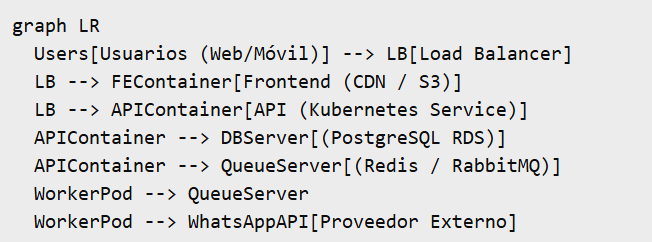 graph LR
Users[Usuarios (Web/Móvil)] --> LB[Load Balancer]
LB --> FEContainer[Frontend (CDN / S3)]
LB --> APIContainer[API (Kubernetes Service)]
APIContainer --> DBServer[(PostgreSQL RDS)]
APIContainer --> QueueServer[(Redis / RabbitMQ)]
WorkerPod --> QueueServer
WorkerPod --> WhatsAppAPI[Proveedor Externo]